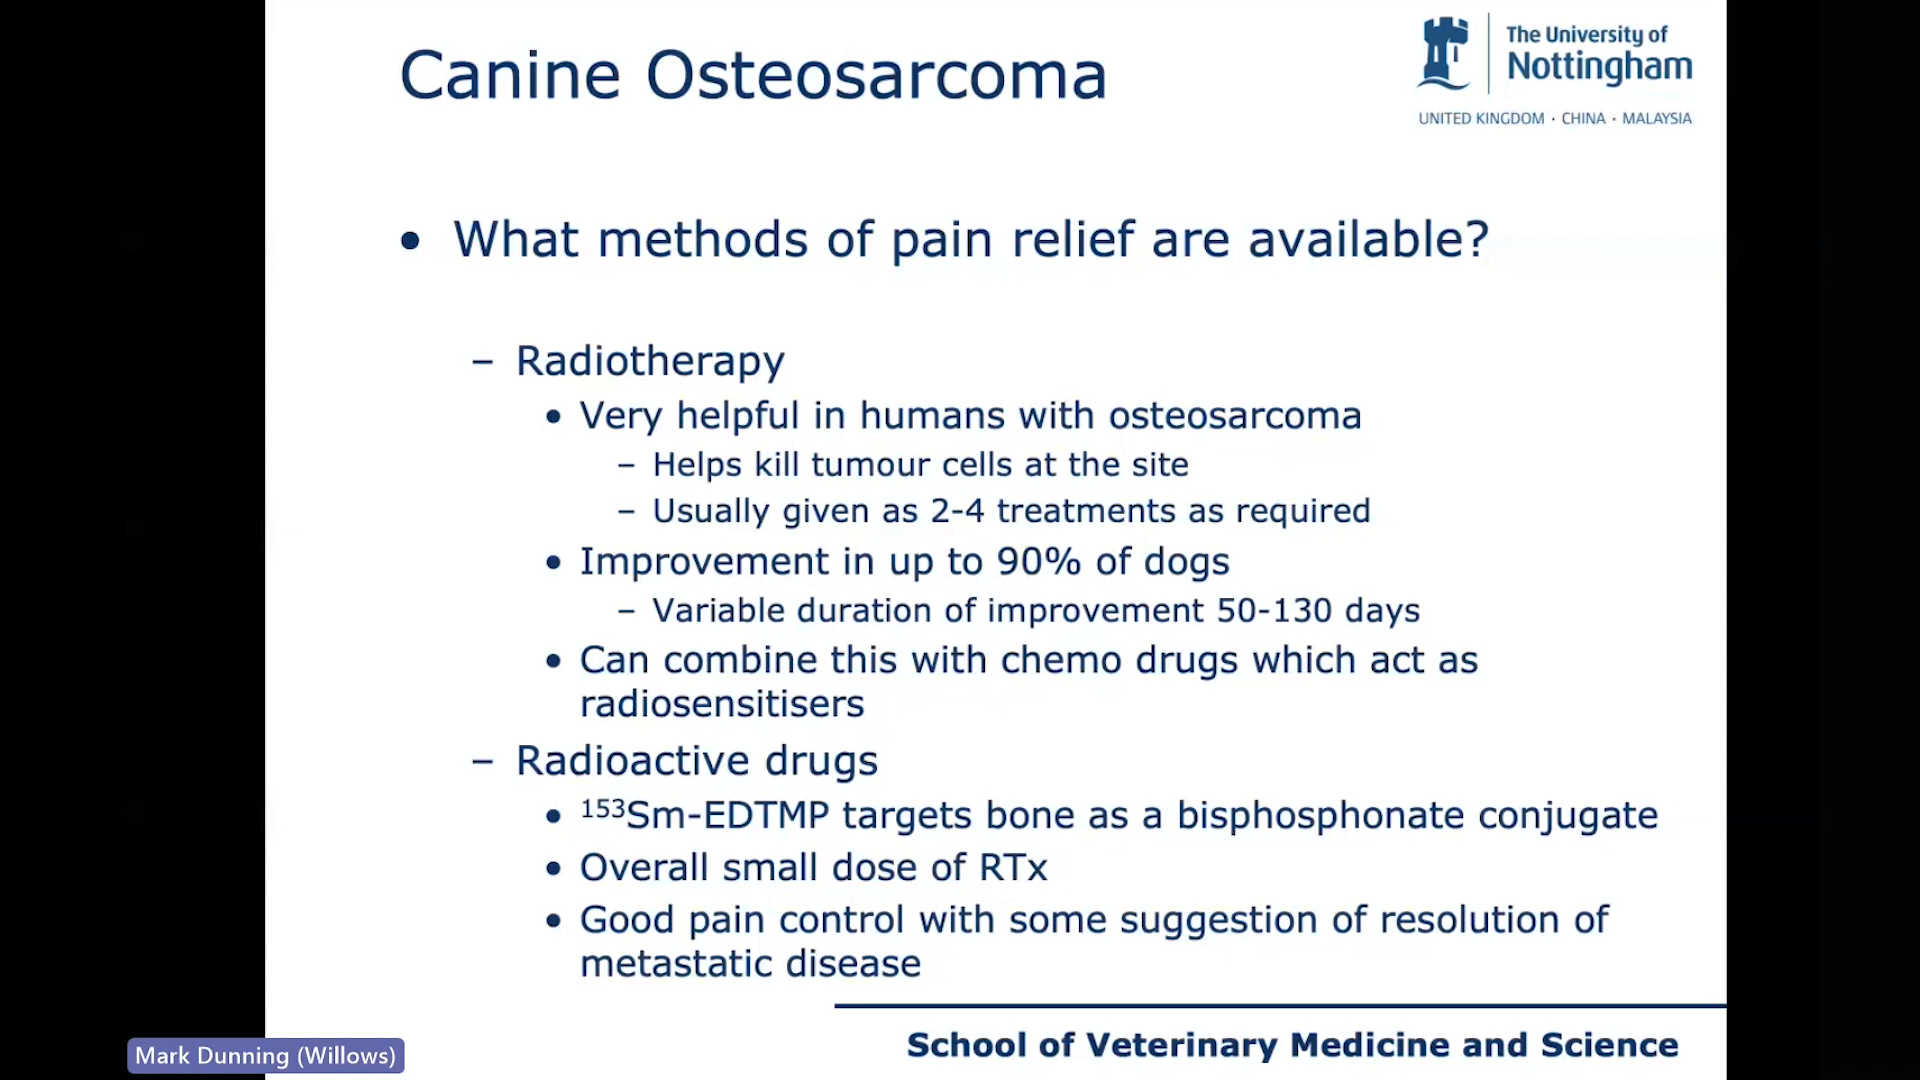 Canine Osteosarcoma
The University of
Nottingham
UNITED KINGDOM · CHINA · MALAYSIA
• What methods of pain relief are available?
– Radiotherapy
• Very helpful in humans with osteosarcoma
– Helps kill tumour cells at the site
– Usually given as 2-4 treatments as required
• Improvement in up to 90% of dogs
– Variable duration of improvement 50-130 days
• Can combine this with chemo drugs which act as
radiosensitisers
– Radioactive drugs
• ¹⁵³Sm-EDTMP targets bone as a bisphosphonate conjugate
• Overall small dose of RTx
• Good pain control with some suggestion of resolution of
metastatic disease
School of Veterinary Medicine and Science
Mark Dunning (Willows)